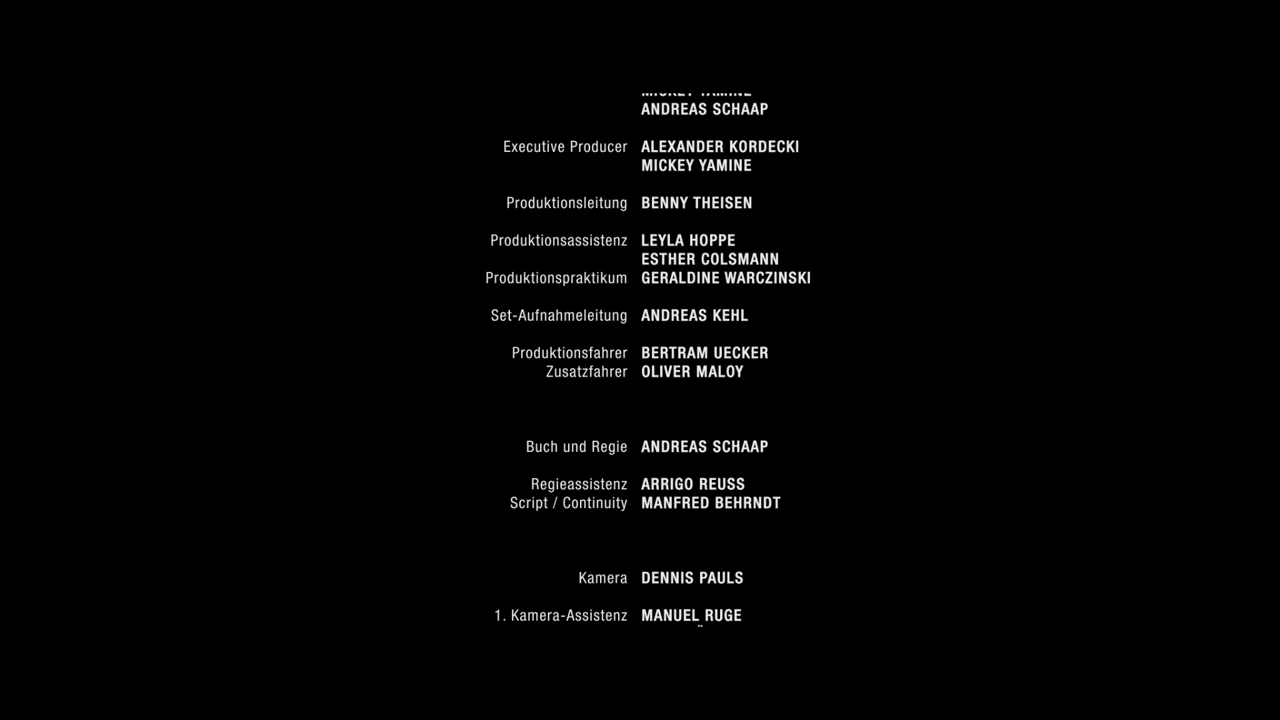 ANDREAS SCHAAP
Executive Producer ALEXANDER KORDECKI
MICKEY YAMINE
Produktionsleitung BENNY THEISEN
Produktionsassistenz LEYLA HOPPE
ESTHER COLSMANN
Produktionspraktikum GERALDINE WARCZINSKI
Set-Aufnahmeleitung ANDREAS KEHL
Produktionsfahrer BERTRAM UECKER
Zusatzfahrer OLIVER MALOY
Buch und Regie ANDREAS SCHAAP
Regieassistenz ARRIGO REUSS
Script / Continuity MANFRED BEHRNDT
Kamera DENNIS PAULS
1. Kamera-Assistenz MANUEL RUGE